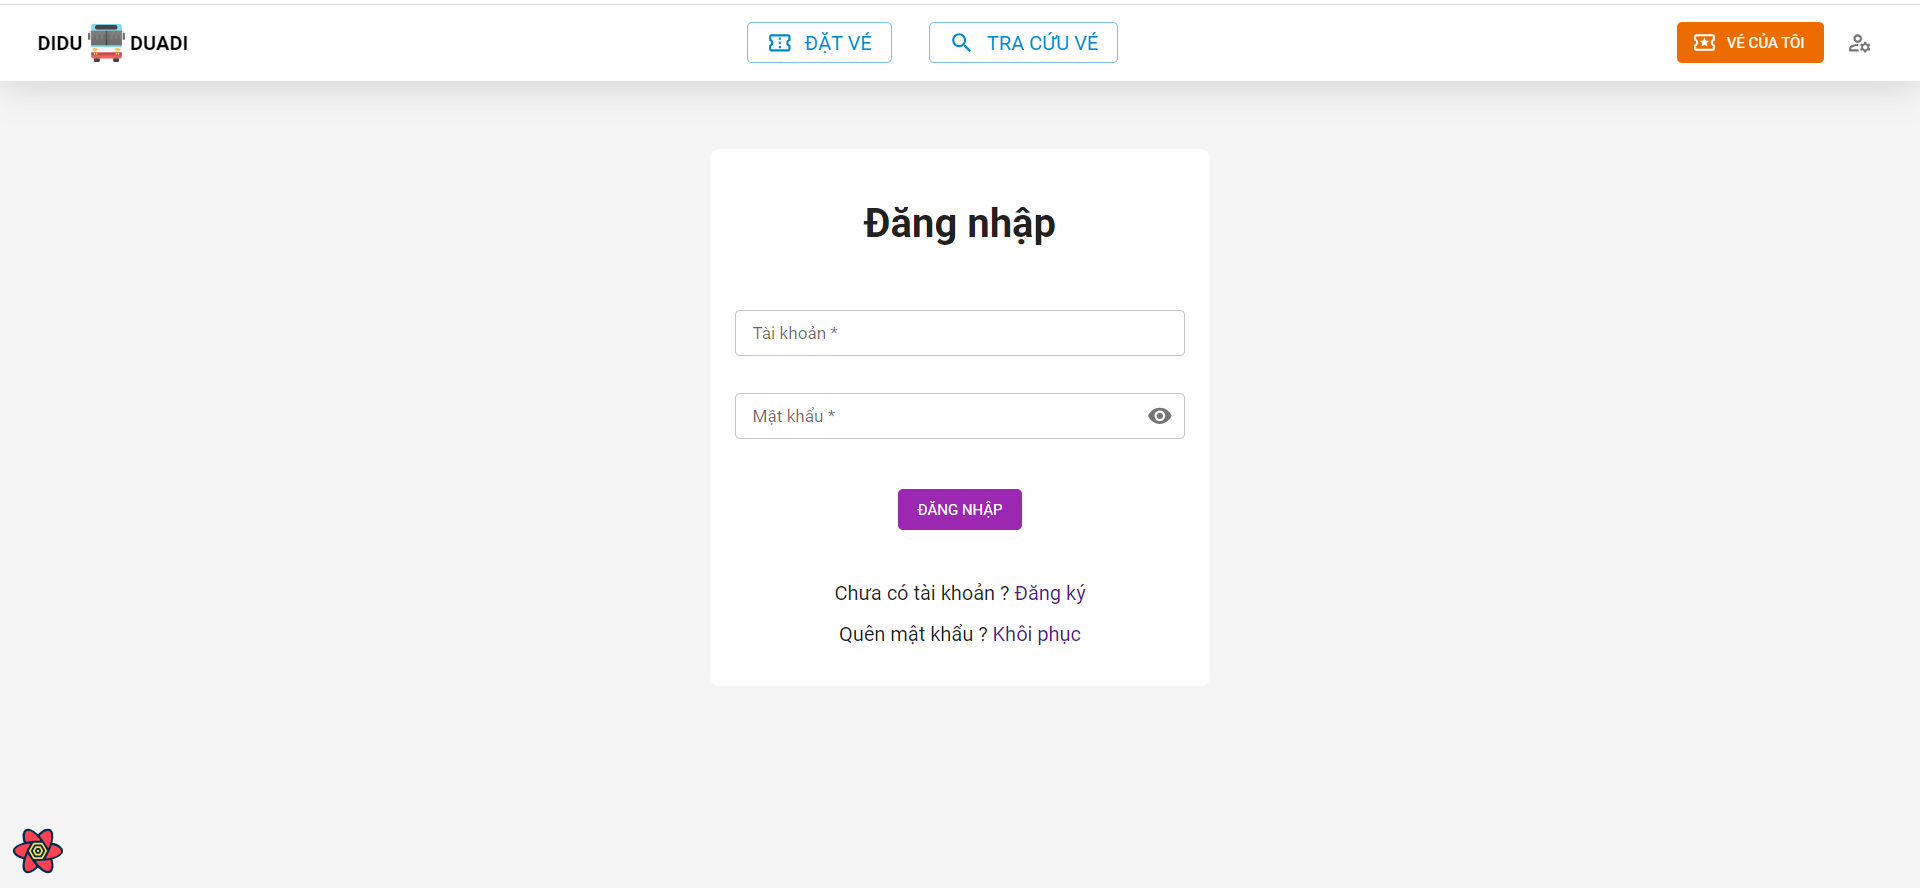 DIDU DUADI
ĐẶT VÉ
TRA CỨU VÉ
VÉ CỦA TÔI
Đăng nhập
Tài khoản *
Mật khẩu *
ĐĂNG NHẬP
Chưa có tài khoản ? Đăng ký
Quên mật khẩu ? Khôi phục